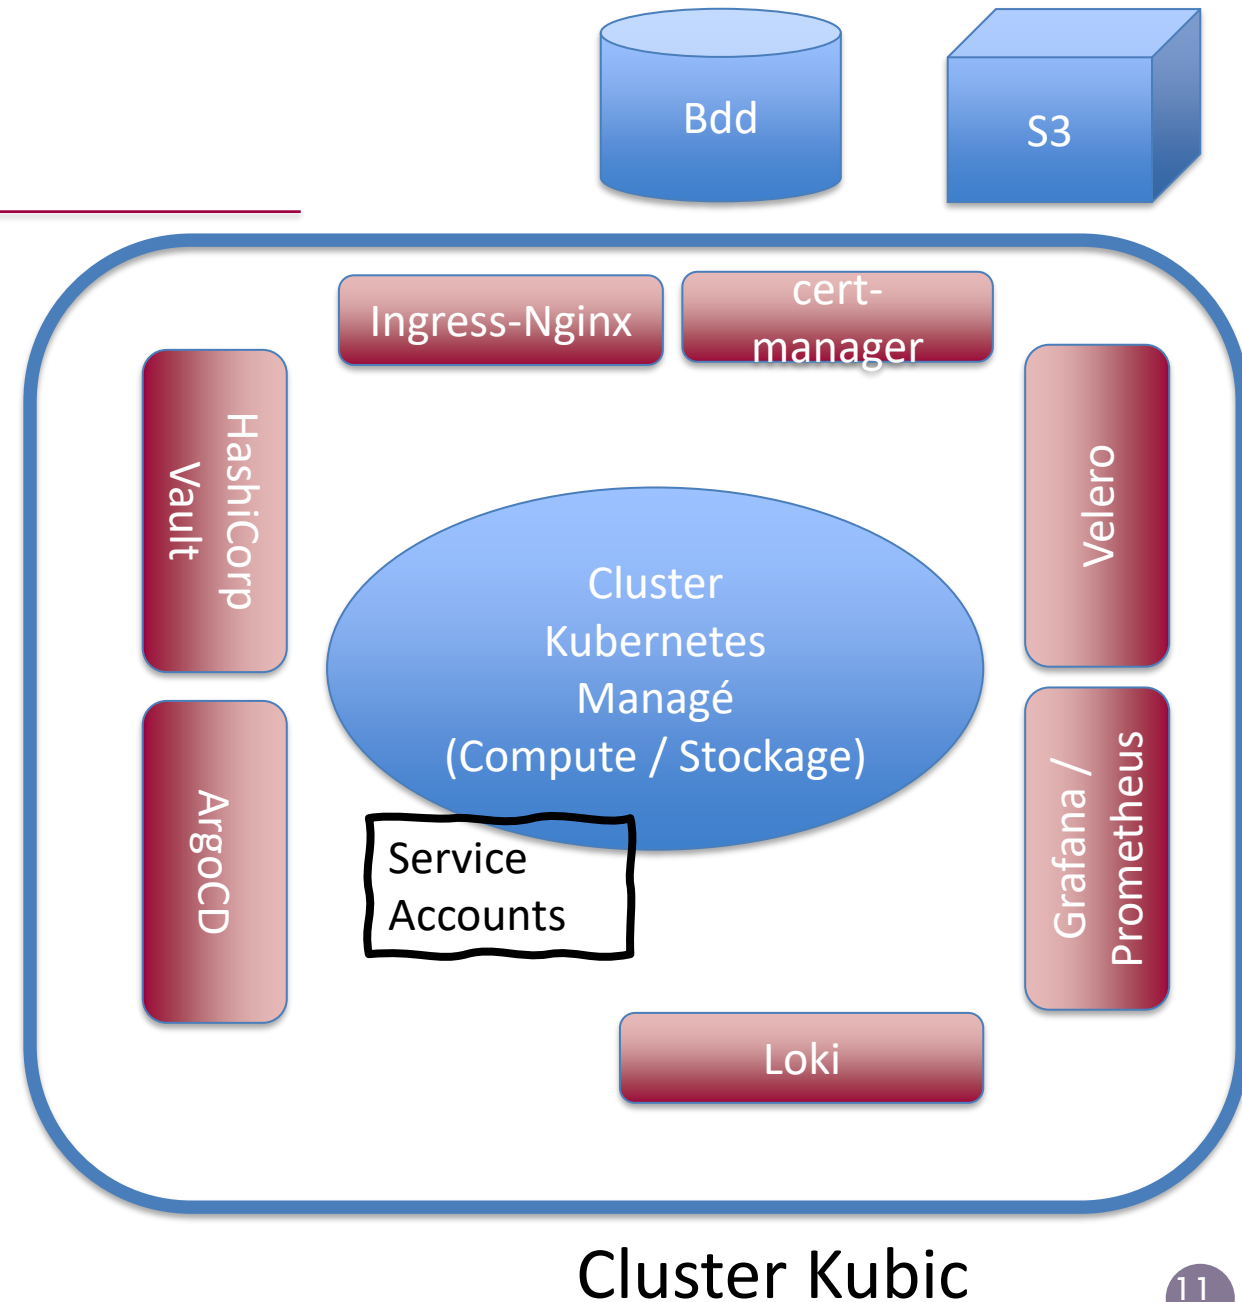 Bdd
S3
Ingress-Nginx
cert-
manager
HashiCorp
Vault
Velero
Cluster
Kubernetes
Managé
(Compute / Stockage)
ArgoCD
Grafana /
Prometheus
Service
Accounts
Loki
Cluster Kubic
11